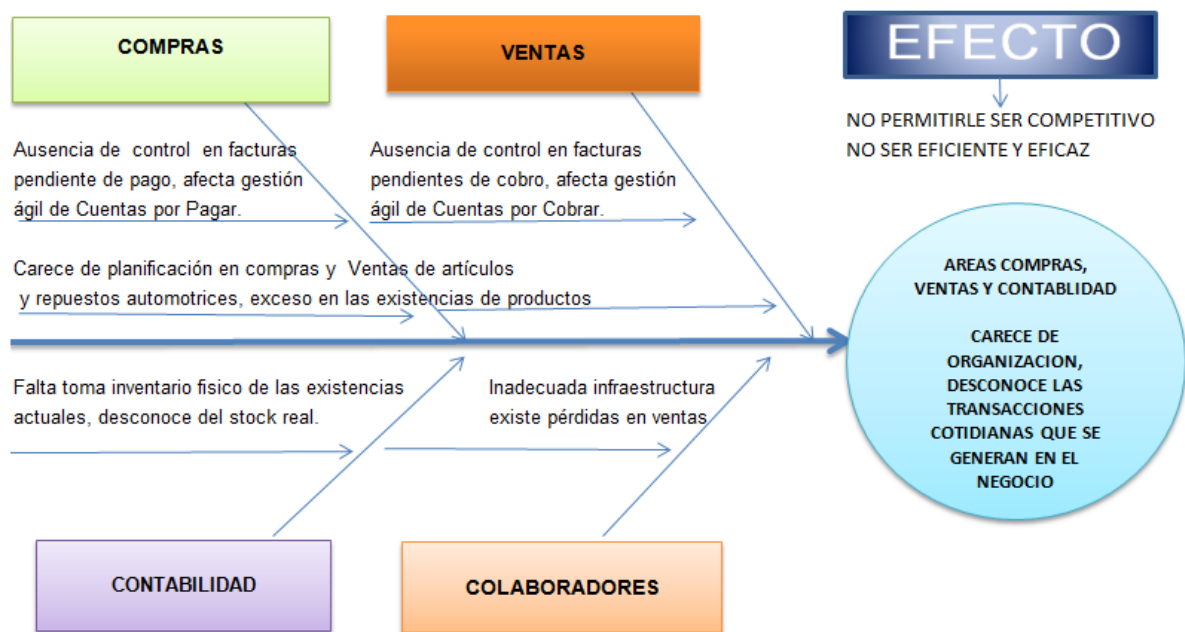 COMPRAS
VENTAS
EFECTO
NO PERMITIRLE SER COMPETITIVO
NO SER EFICIENTE Y EFICAZ
Ausencia de control en facturas
pendiente de pago, afecta gestión
ágil de Cuentas por Pagar.
Ausencia de control en facturas
pendientes de cobro, afecta gestión
ágil de Cuentas por Cobrar.
Carece de planificación en compras y Ventas de artículos
y repuestos automotrices, exceso en las existencias de productos
AREAS COMPRAS,
VENTAS Y CONTABLIDAD
CARECE DE
ORGANIZACION,
DESCONOCE LAS
TRANSACCIONES
COTIDIANAS QUE SE
GENERAN EN EL
NEGOCIO
Falta toma inventario fisico de las existencias
actuales, desconoce del stock real.
Inadecuada infraestructura
existe pérdidas en ventas
CONTABILIDAD
COLABORADORES